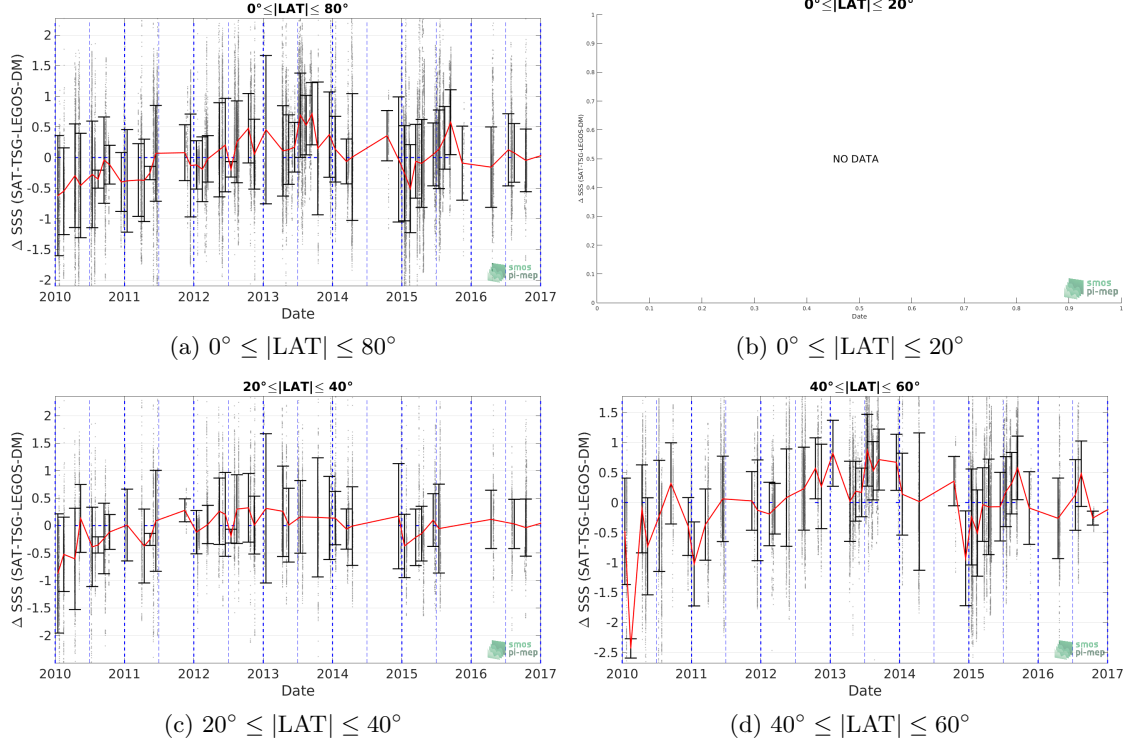 0°≤|LAT|≤ 80°
Δ SSS (SAT-TSG-LEGOS-DM)
2
1.5
1
0.5
0
-0.5
-1
-1.5
-2
2010 2011 2012 2013 2014 2015 2016 2017
Date
smos
pi-mep
(a) 0° ≤ |LAT| ≤ 80°
0°≤|LAT|≤ 20°
Δ SSS (SAT-TSG-LEGOS-DM)
1
0.9
0.8
0.7
0.6
0.5
0.4
0.3
0.2
0.1
0
NO DATA
0 0.1 0.2 0.3 0.4 0.5 0.6 0.7 0.8 0.9 1
Date
smos
pi-mep
(b) 0° ≤ |LAT| ≤ 20°
20°≤|LAT|≤ 40°
Δ SSS (SAT-TSG-LEGOS-DM)
2
1.5
1
0.5
0
-0.5
-1
-1.5
-2
2010 2011 2012 2013 2014 2015 2016 2017
Date
smos
pi-mep
(c) 20° ≤ |LAT| ≤ 40°
40°≤|LAT|≤ 60°
Δ SSS (SAT-TSG-LEGOS-DM)
1.5
1
0.5
0
-0.5
-1
-1.5
-2
-2.5
2010 2011 2012 2013 2014 2015 2016 2017
Date
smos
pi-mep
(d) 40° ≤ |LAT| ≤ 60°